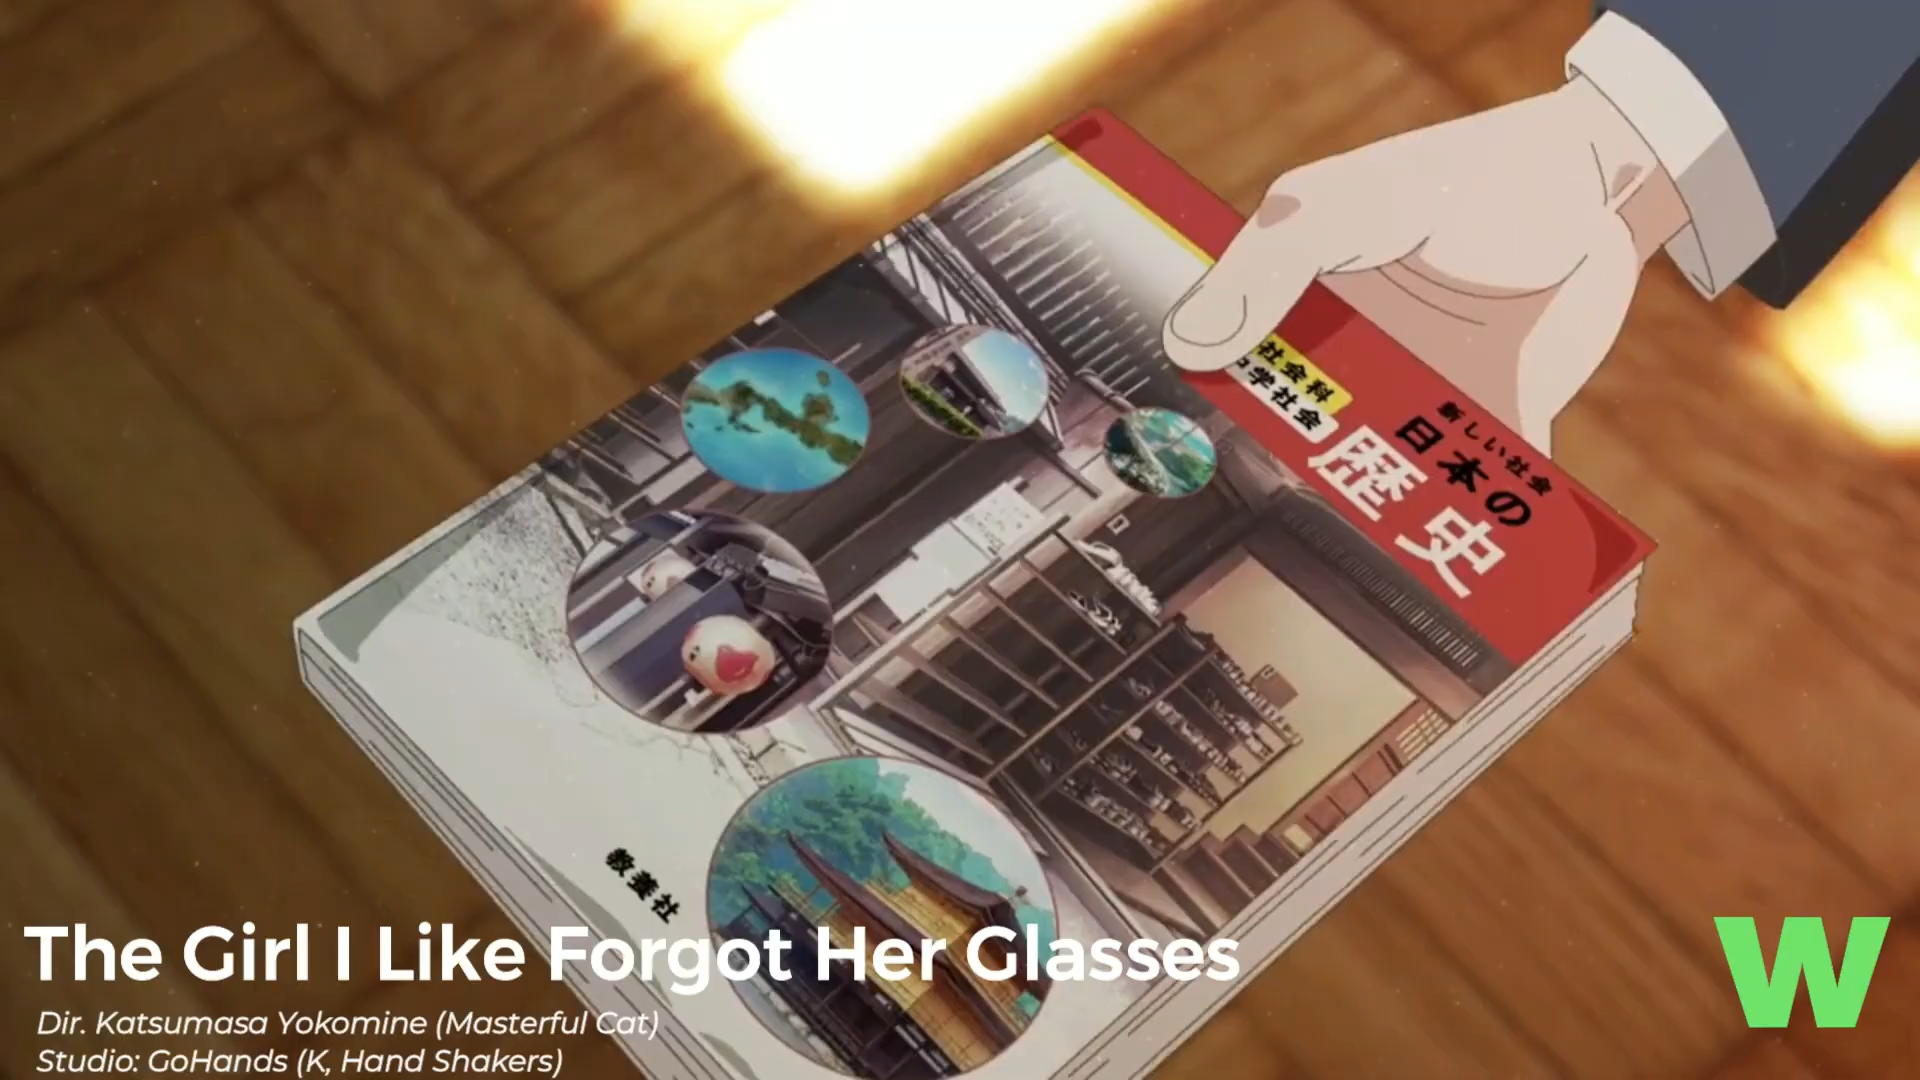 社会科
中学社会
新しい社会
日本の
歴史
教養社
The Girl I Like Forgot Her Glasses
Dir. Katsumasa Yokomine (Masterful Cat)
Studio: GoHands (K, Hand Shakers)
W